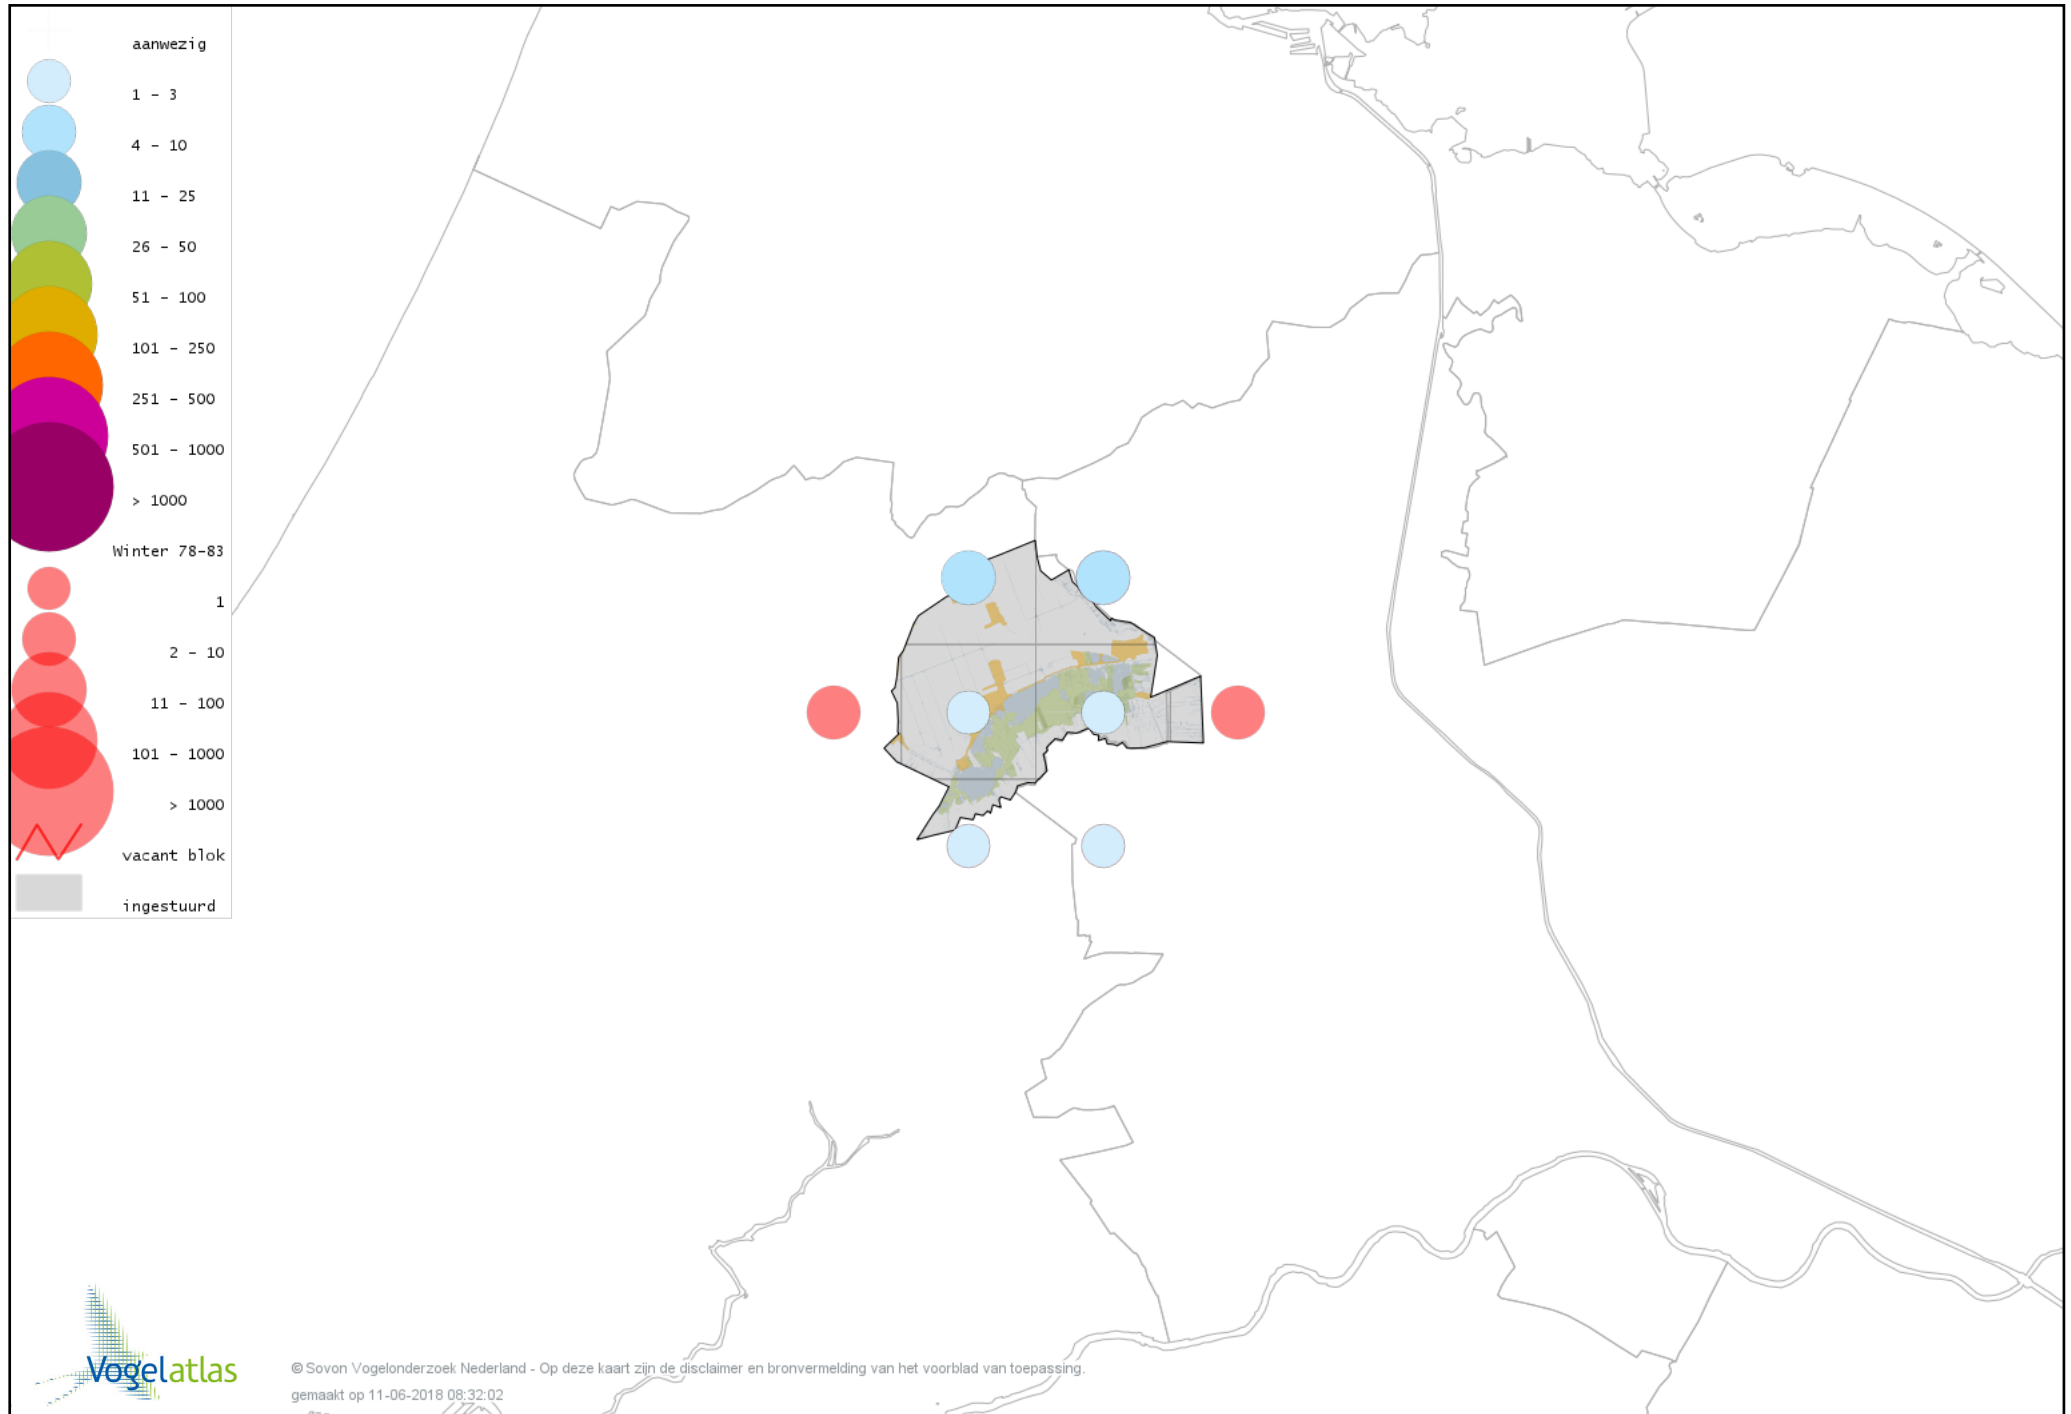 aanwezig
1 - 3
4 - 10
11 - 25
26 - 50
51 - 100
101 - 250
251 - 500
501 - 1000
> 1000
Winter 78-83
1
2 - 10
11 - 100
101 - 1000
> 1000
vacant blok
ingestuurd
Vogelatlas
© Sovon Vogelonderzoek Nederland - Op deze kaart zijn de disclaimer en bronvermelding van het voorblad van toepassing.
gemaakt op 11-06-2018 08:32:02